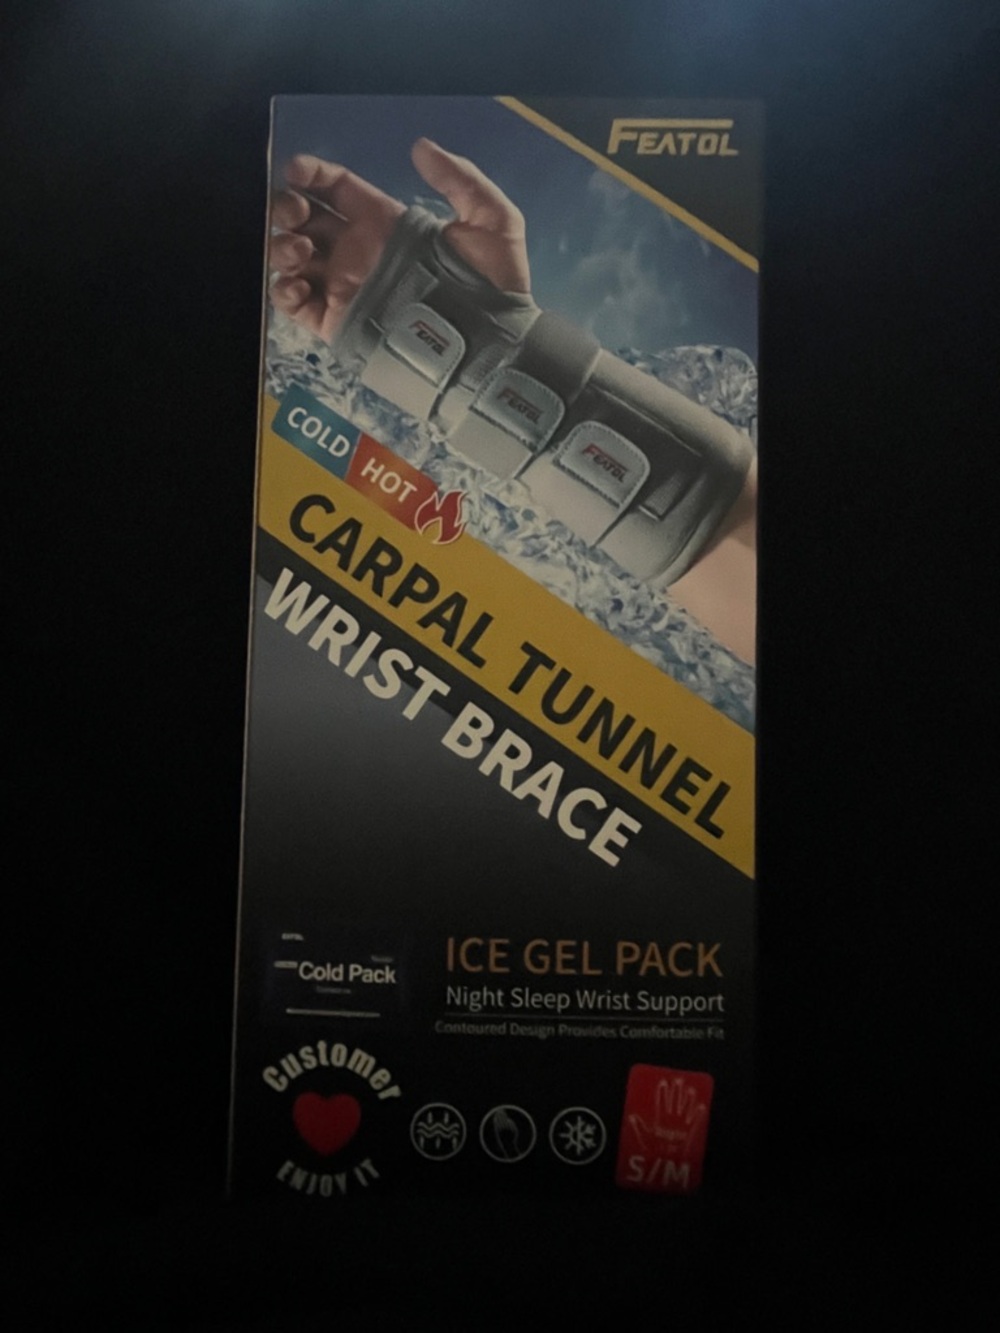 FEATOL
FEATOL
FEATOL
FEATOL
COLD
HOT
CARPAL TUNNEL
WRIST BRACE
Cold Pack
ICE GEL PACK
Night Sleep Wrist Support
Contoured Design Provides Comfortable Fit
Customer
ENJOY IT
S/M